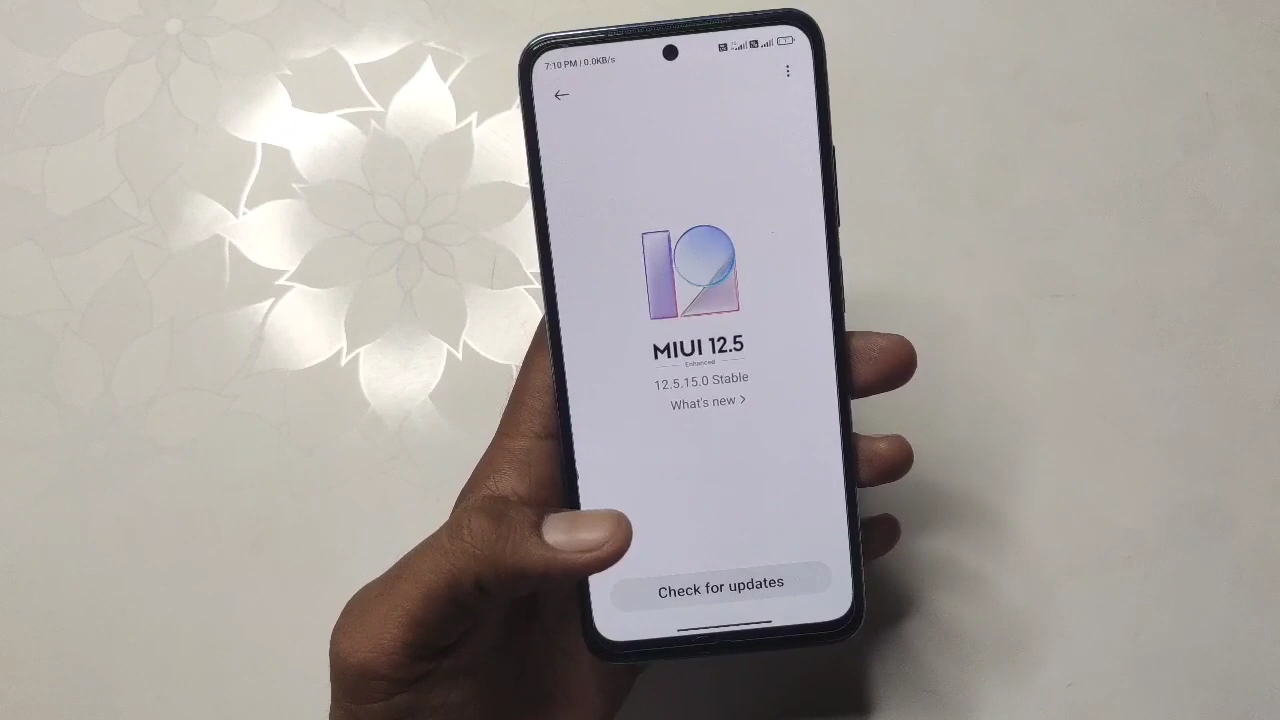 7:10 PM | 0.0KB/s
MIUI 12.5
Enhanced
12.5.15.0 Stable
What's new >
Check for updates